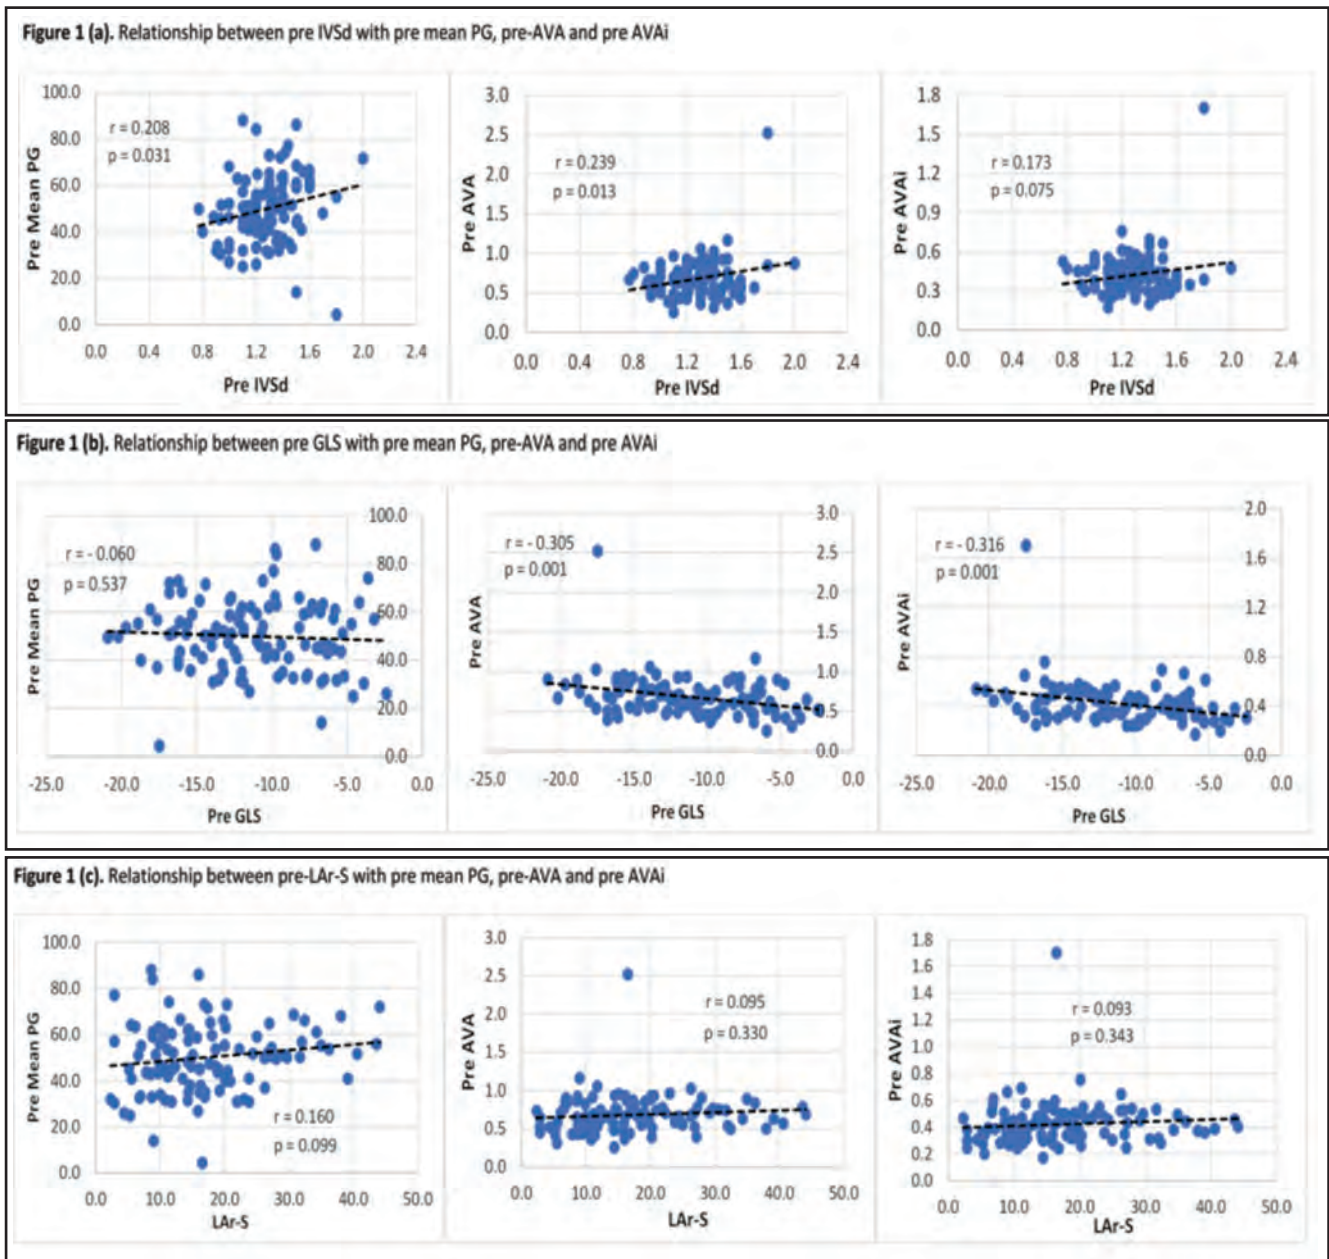 Figure 1 (a). Relationship between pre IVSd with pre mean PG, pre-AVA and pre AVAi
Pre Mean PG
100.0
80.0
60.0
40.0
20.0
0.0
r = 0.208
p = 0.031
0.0 0.4 0.8 1.2 1.6 2.0 2.4
Pre IVSd
Pre AVA
3.0
2.5
2.0
1.5
1.0
0.5
0.0
r = 0.239
p = 0.013
0.0 0.4 0.8 1.2 1.6 2.0 2.4
Pre IVSd
Pre AVAi
1.8
1.5
1.2
0.9
0.6
0.3
0.0
r = 0.173
p = 0.075
0.0 0.4 0.8 1.2 1.6 2.0 2.4
Pre IVSd
Figure 1 (b). Relationship between pre GLS with pre mean PG, pre-AVA and pre AVAi
Pre Mean PG
r = - 0.060
p = 0.537
100.0
80.0
60.0
40.0
20.0
0.0
-25.0 -20.0 -15.0 -10.0 -5.0 0.0
Pre GLS
Pre AVA
r = - 0.305
p = 0.001
3.0
2.5
2.0
1.5
1.0
0.5
0.0
-25.0 -20.0 -15.0 -10.0 -5.0 0.0
Pre GLS
Pre AVAi
r = - 0.316
p = 0.001
2.0
1.6
1.2
0.8
0.4
0.0
-25.0 -20.0 -15.0 -10.0 -5.0 0.0
Pre GLS
Figure 1 (c). Relationship between pre-LAr-S with pre mean PG, pre-AVA and pre AVAi
Pre Mean PG
100.0
80.0
60.0
40.0
20.0
0.0
r = 0.160
p = 0.099
0.0 10.0 20.0 30.0 40.0 50.0
LAr-S
Pre AVA
3.0
2.5
2.0
1.5
1.0
0.5
0.0
r = 0.095
p = 0.330
0.0 10.0 20.0 30.0 40.0 50.0
LAr-S
Pre AVAi
1.8
1.6
1.4
1.2
1.0
0.8
0.6
0.4
0.2
0.0
r = 0.093
p = 0.343
0.0 10.0 20.0 30.0 40.0 50.0
LAr-S